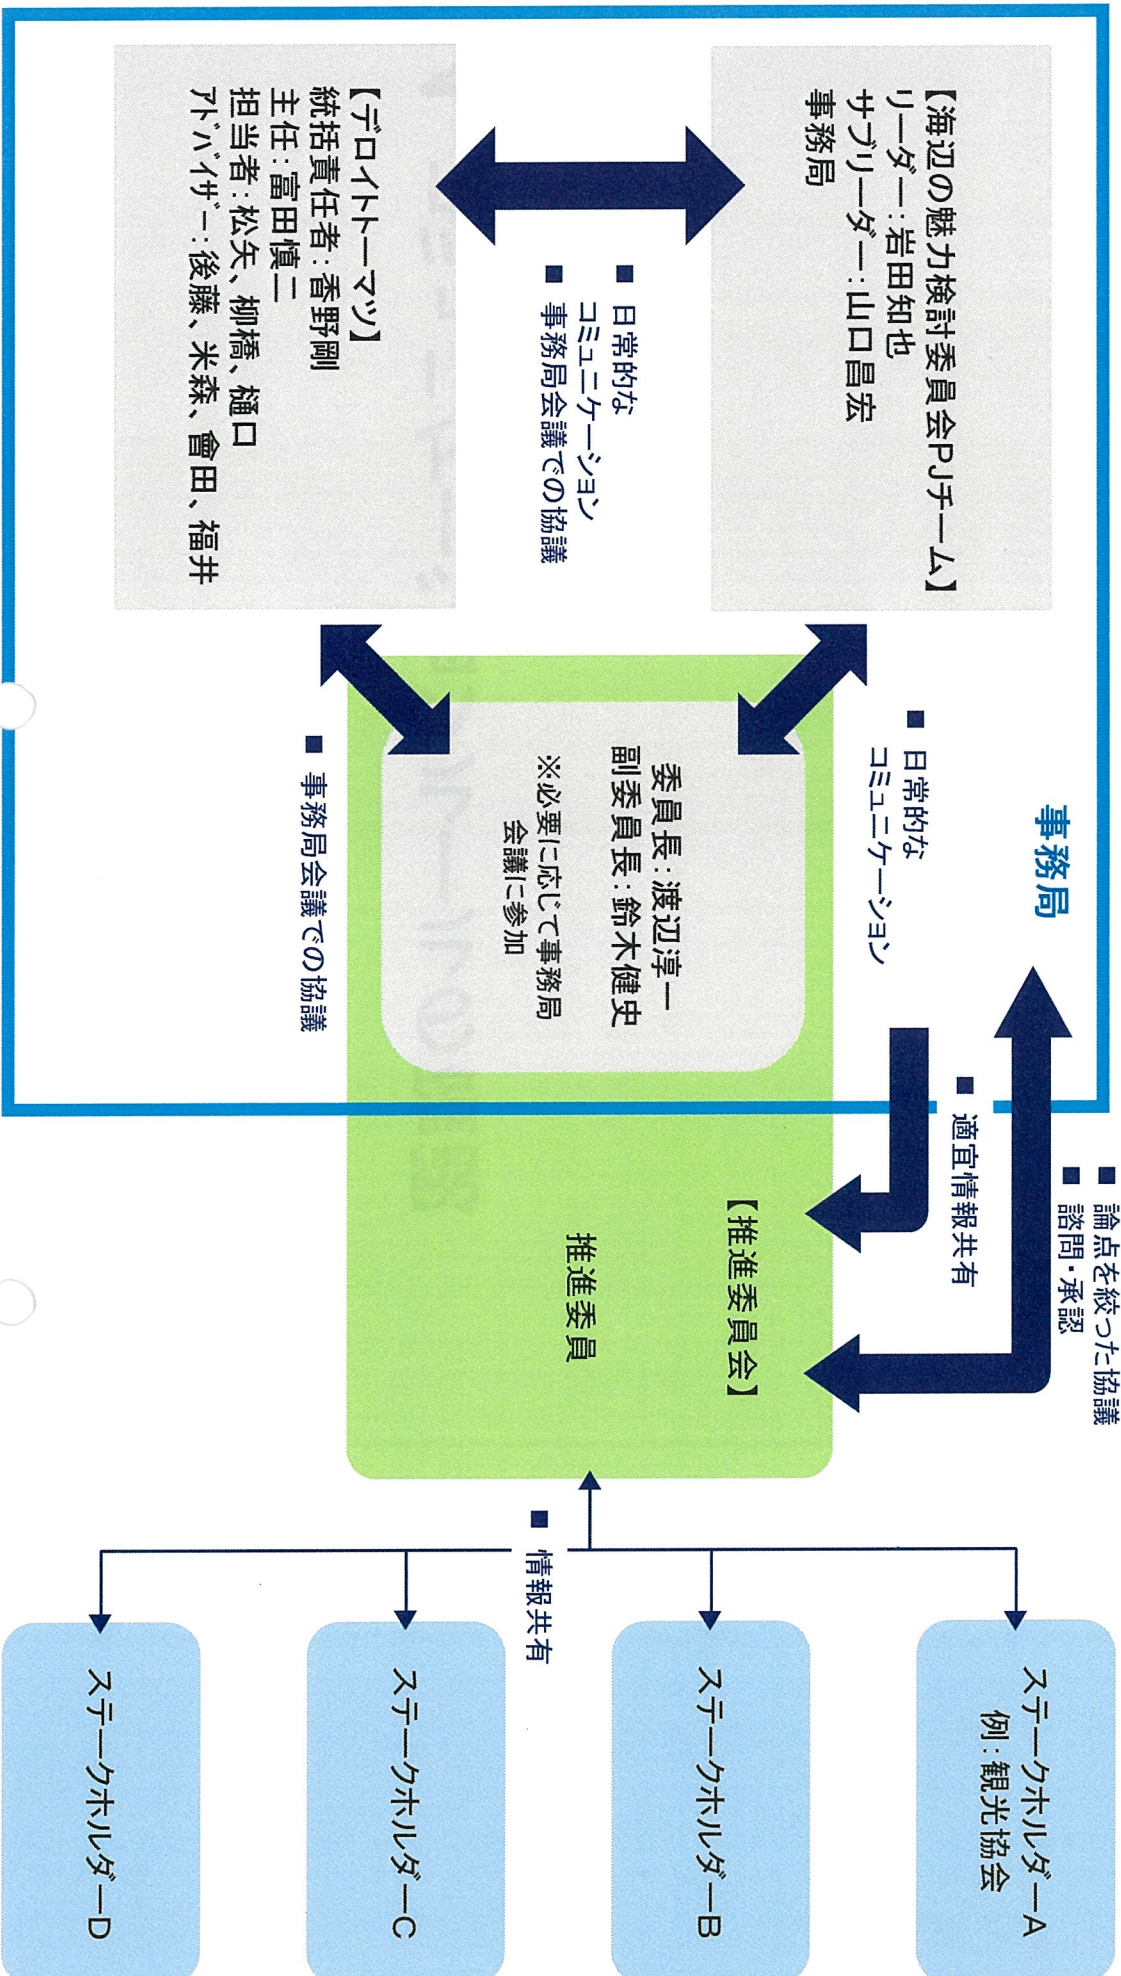 事務局
【海辺の魅力検討委員会PJチーム】
リーダー：岩田知也
サブリーダー：山口昌宏
事務局
■ 日常的な
コミュニケーション
■ 事務局会議での協議
【デロイトトーマツ】
統括責任者：香野剛
主任：富田慎二
担当者：松矢、柳橋、樋口
アドバイザー：後藤、米森、會田、福井
■ 日常的な
コミュニケーション
委員長：渡辺淳一
副委員長：鈴木健史
※必要に応じて事務局
会議に参加
■ 事務局会議での協議
■ 論点を絞った協議
■ 諮問・承認
■ 適宜情報共有
【推進委員会】
推進委員
■ 情報共有
ステークホルダーA
例：観光協会
ステークホルダーB
ステークホルダーC
ステークホルダーD